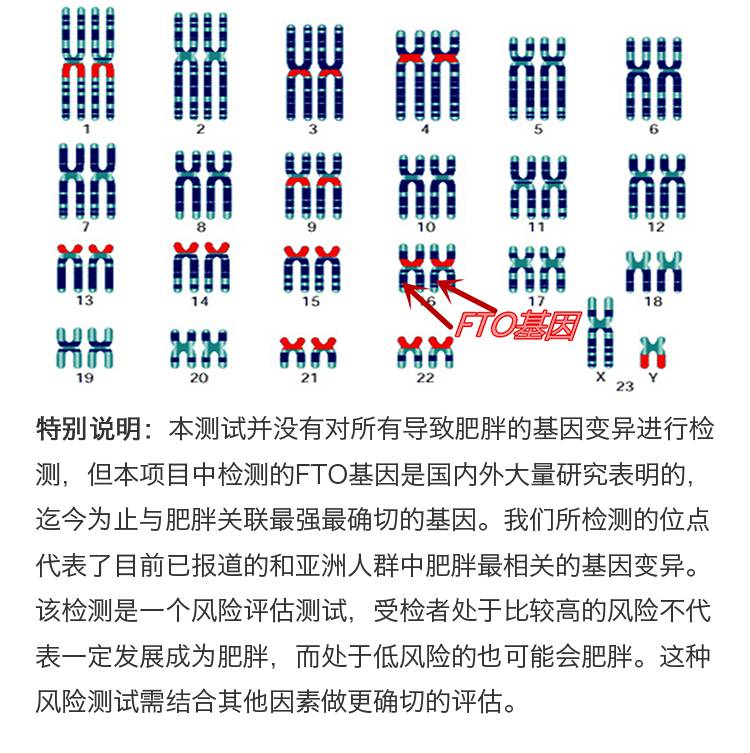 1 2 3 4 5 6
7 8 9 10 11 12
13 14 15 16 17 18
FTO基因
19 20 21 22 X Y
23
特别说明：本测试并没有对所有导致肥胖的基因变异进行检
测，但本项目中检测的FTO基因是国内外大量研究表明的，
迄今为止与肥胖关联最强最确切的基因。我们所检测的位点
代表了目前已报道的和亚洲人群中肥胖最相关的基因变异。
该检测是一个风险评估测试，受检者处于比较高的风险不代
表一定发展成为肥胖，而处于低风险的也可能会肥胖。这种
风险测试需结合其他因素做更确切的评估。